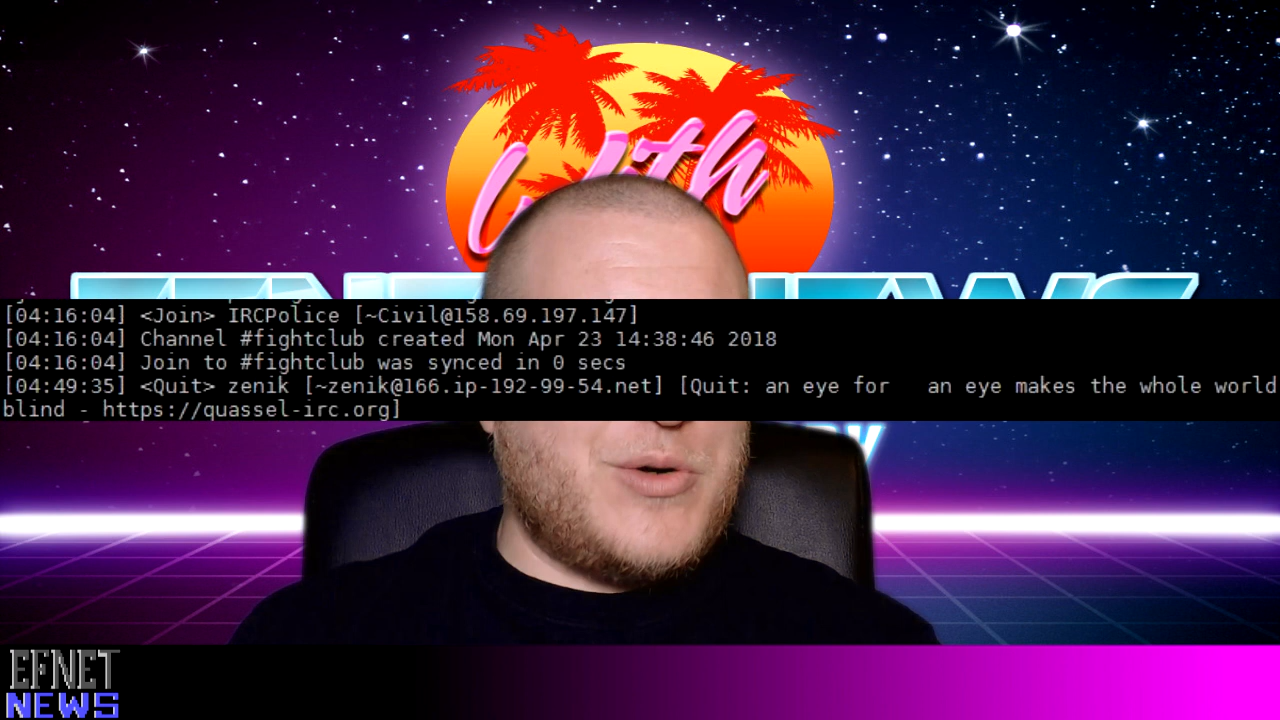 With
[04:16:04] <Join> IRCPolice [~Civil@158.69.197.147]
[04:16:04] Channel #fightclub created Mon Apr 23 14:38:46 2018
[04:16:04] Join to #fightclub was synced in 0 secs
[04:49:35] <Quit> zenik [~zenik@166.ip-192-99-54.net] [Quit: an eye for   an eye makes the whole world
blind - https://quassel-irc.org]
EFNET
NEWS